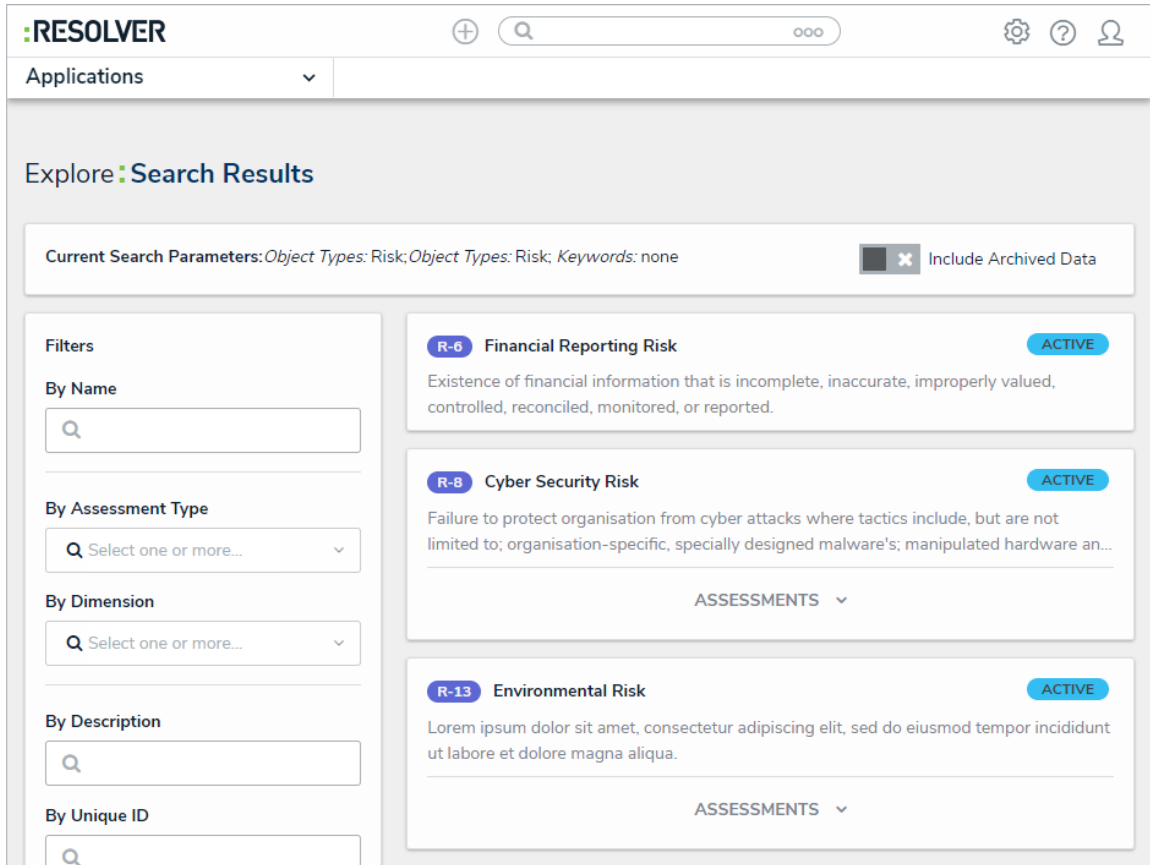 :RESOLVER
Applications
Explore:Search Results
Current Search Parameters:Object Types: Risk;Object Types: Risk; Keywords: none
Include Archived Data
Filters
By Name
By Assessment Type
Select one or more...
By Dimension
Select one or more...
By Description
By Unique ID
R-6 Financial Reporting Risk ACTIVE
Existence of financial information that is incomplete, inaccurate, improperly valued,
controlled, reconciled, monitored, or reported.
R-8 Cyber Security Risk ACTIVE
Failure to protect organisation from cyber attacks where tactics include, but are not
limited to; organisation-specific, specially designed malware's; manipulated hardware an...
ASSESSMENTS
R-13 Environmental Risk ACTIVE
Lorem ipsum dolor sit amet, consectetur adipiscing elit, sed do eiusmod tempor incididunt
ut labore et dolore magna aliqua.
ASSESSMENTS